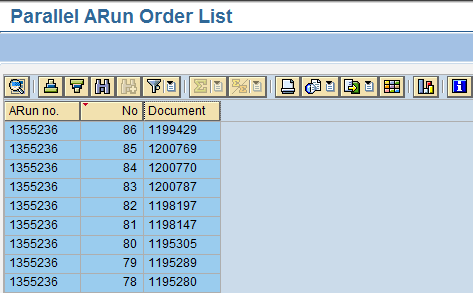 Parallel ARun Order List
ARun no. No Document
1355236 86 1199429
1355236 85 1200769
1355236 84 1200770
1355236 83 1200787
1355236 82 1198197
1355236 81 1198147
1355236 80 1195305
1355236 79 1195289
1355236 78 1195280